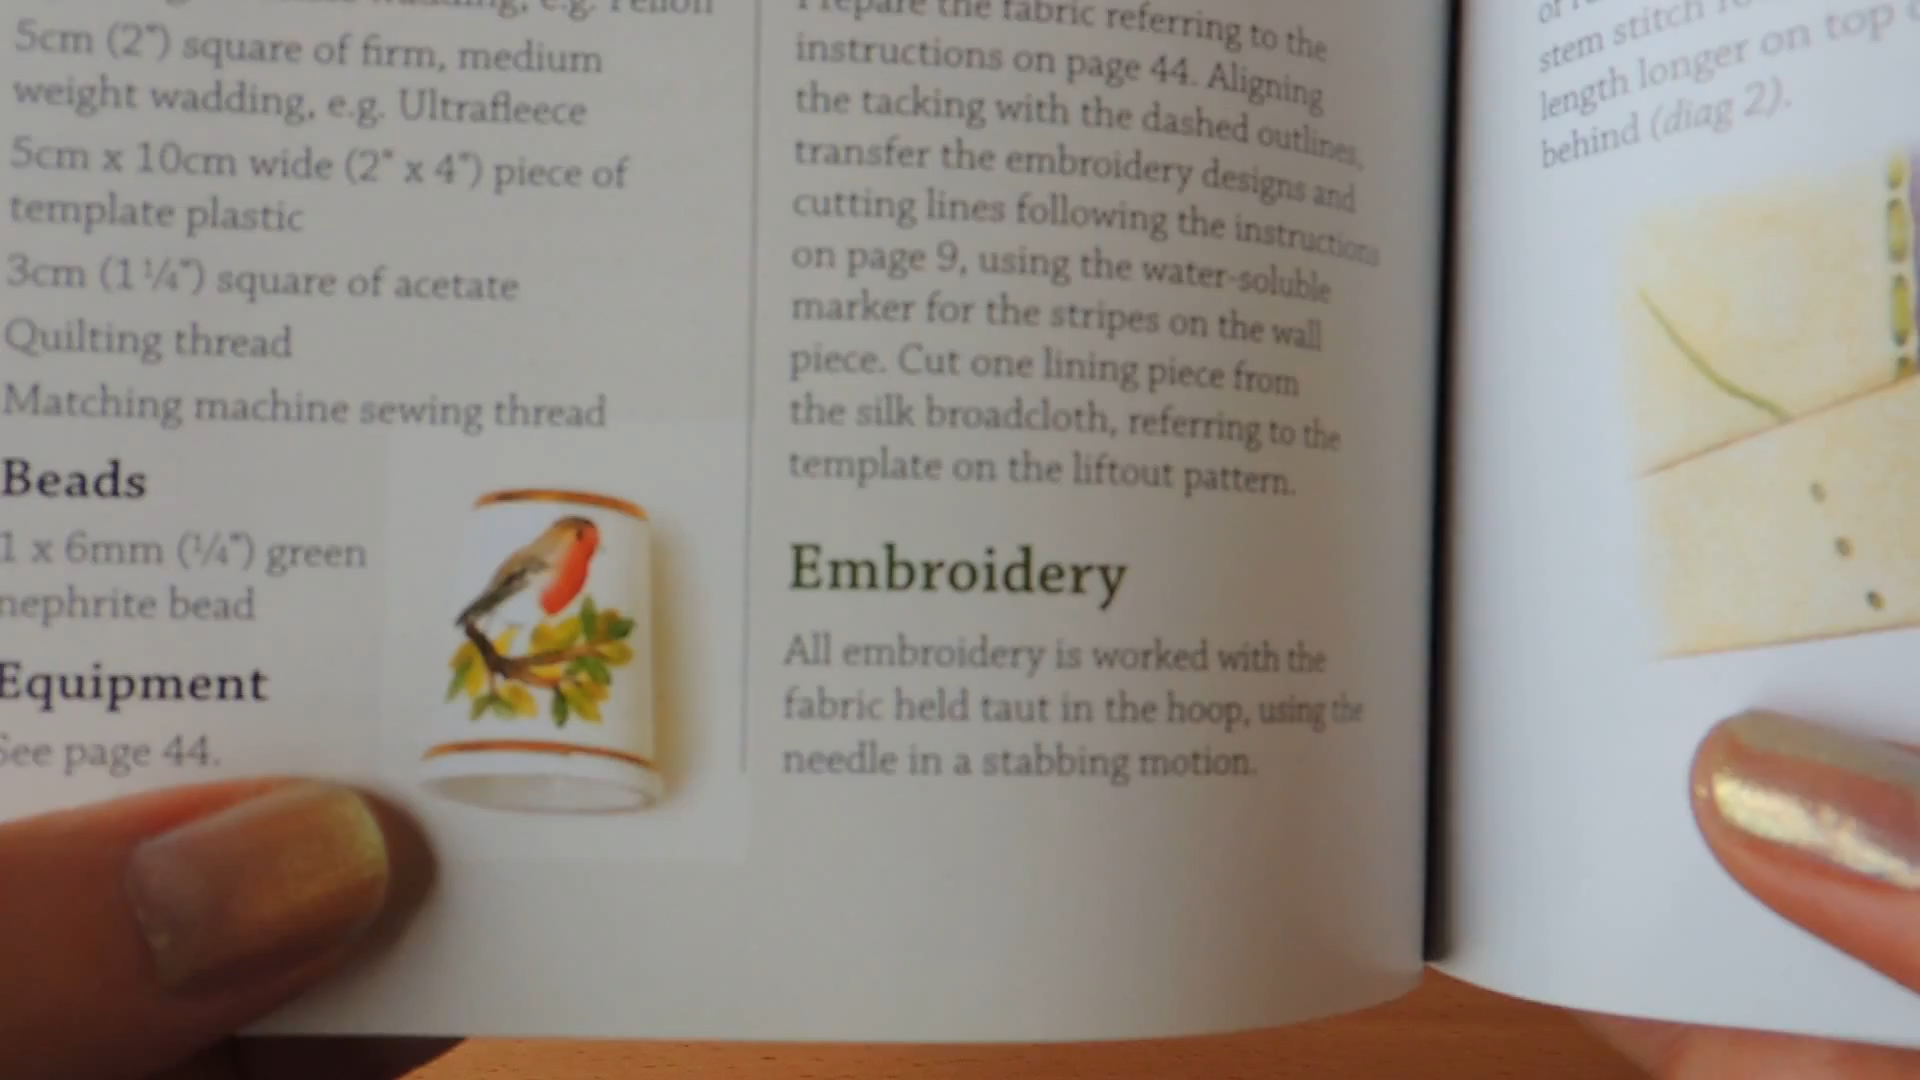 wadding, e.g. Pellon
5cm (2") square of firm, medium
weight wadding, e.g. Ultrafleece
5cm x 10cm wide (2" x 4") piece of
template plastic
3cm (1 ¼") square of acetate
Quilting thread
Matching machine sewing thread
Beads
1 x 6mm (¼") green
nephrite bead
Equipment
See page 44.
Prepare the fabric referring to the
instructions on page 44. Aligning
the tacking with the dashed outlines,
transfer the embroidery designs and
cutting lines following the instructions
on page 9, using the water-soluble
marker for the stripes on the wall
piece. Cut one lining piece from
the silk broadcloth, referring to the
template on the liftout pattern.
Embroidery
All embroidery is worked with the
fabric held taut in the hoop, using the
needle in a stabbing motion.
stem stitch
length longer on top
behind (diag 2).